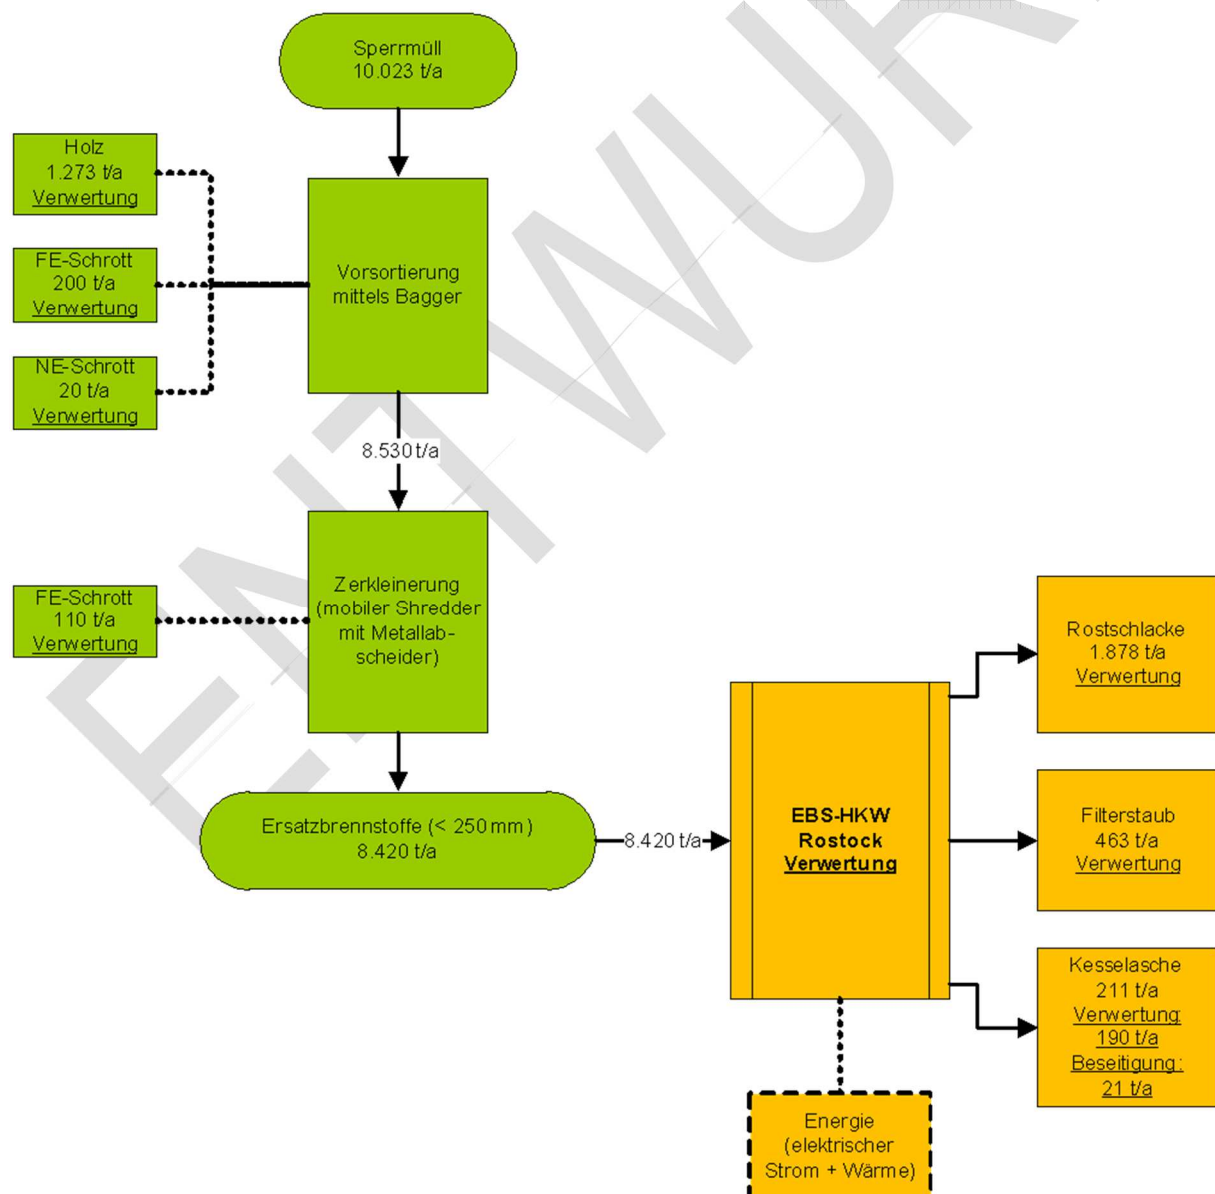 Sperrmüll
10.023 t/a
Holz
1.273 t/a
Verwertung
FE-Schrott
200 t/a
Verwertung
NE-Schrott
20 t/a
Verwertung
Vorsortierung
mittels Bagger
8.530 t/a
FE-Schrott
110 t/a
Verwertung
Zerkleinerung
(mobiler Shredder
mit Metallab-
scheider)
Ersatzbrennstoffe (< 250 mm)
8.420 t/a
8.420 t/a
EBS-HKW
Rostock
Verwertung
Rostschlacke
1.878 t/a
Verwertung
Filterstaub
463 t/a
Verwertung
Kesselasche
211 t/a
Verwertung:
190 t/a
Beseitigung:
21 t/a
Energie
(elektrischer
Strom + Wärme)
ENTWUR